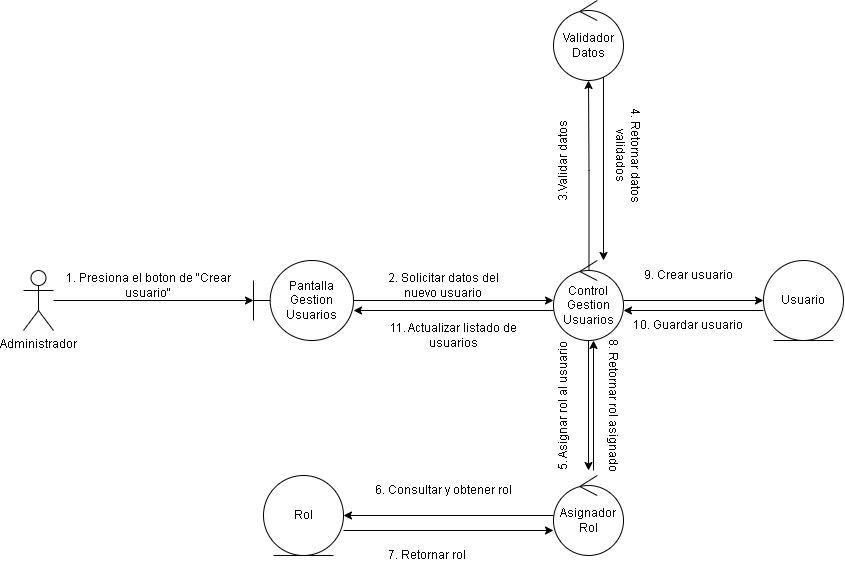 Validador
Datos
3.Validar datos
4. Retornar datos
validados
1. Presiona el boton de "Crear
usuario"
Administrador
Pantalla
Gestion
Usuarios
2. Solicitar datos del
nuevo usuario
11. Actualizar listado de
usuarios
Control
Gestion
Usuarios
9. Crear usuario
10. Guardar usuario
Usuario
5. Asignar rol al usuario
8. Retornar rol asignado
6. Consultar y obtener rol
7. Retornar rol
Rol
Asignador
Rol